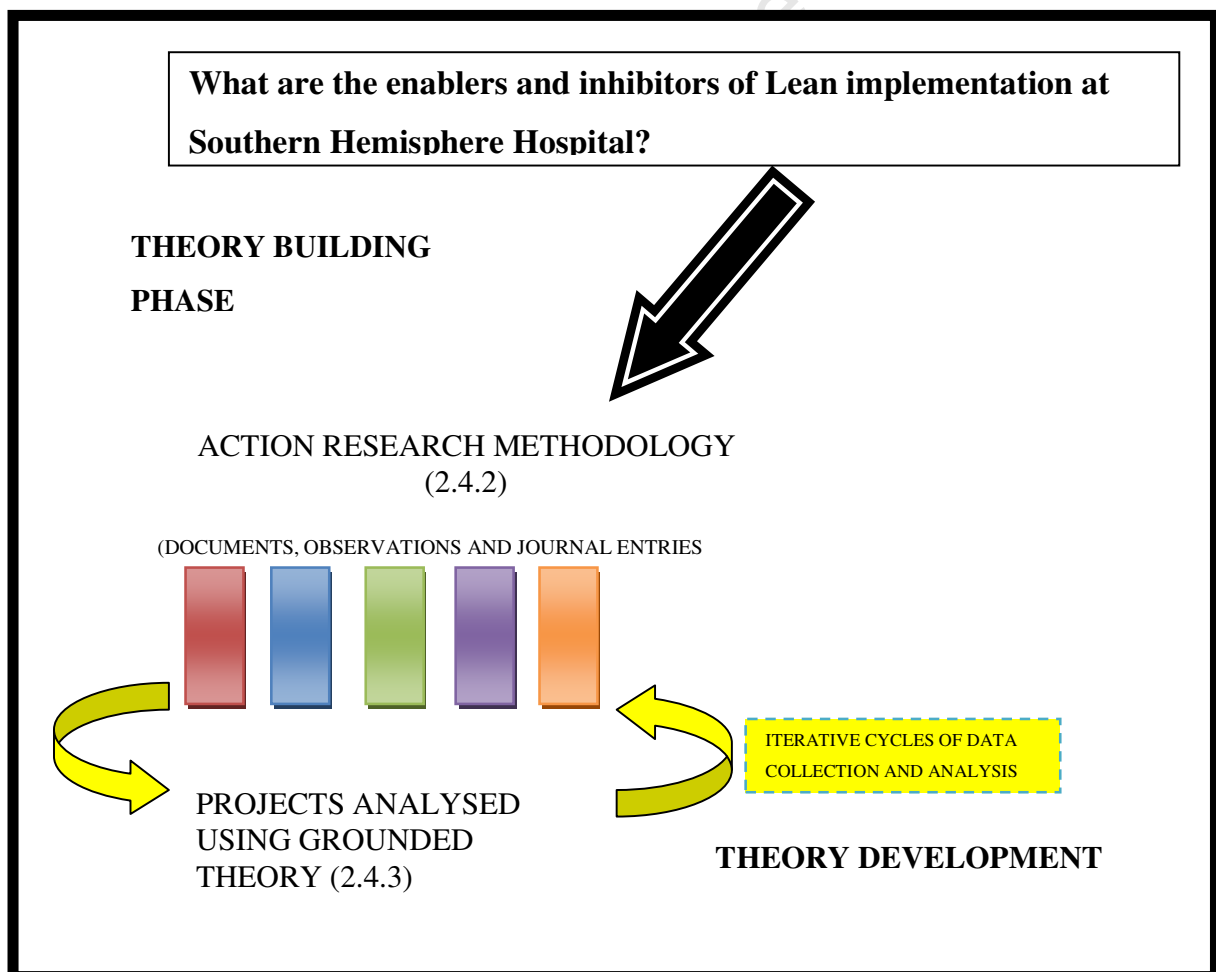 What are the enablers and inhibitors of Lean implementation at
Southern Hemisphere Hospital?
THEORY BUILDING
PHASE
ACTION RESEARCH METHODOLOGY
(2.4.2)
(DOCUMENTS, OBSERVATIONS AND JOURNAL ENTRIES
ITERATIVE CYCLES OF DATA
COLLECTION AND ANALYSIS
PROJECTS ANALYSED
USING GROUNDED
THEORY (2.4.3)
THEORY DEVELOPMENT